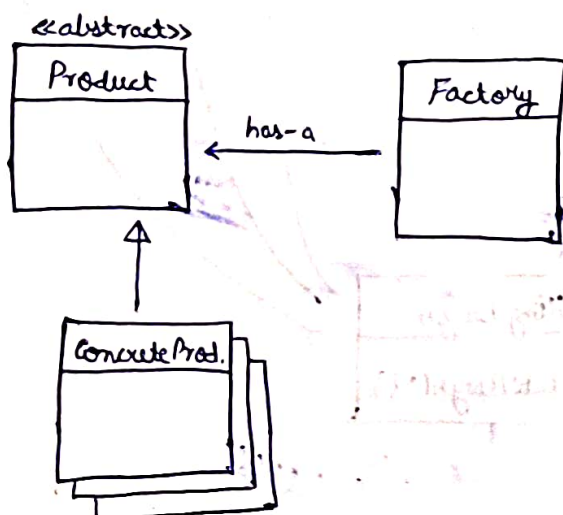 <<abstract>>
Product
Factory
has-a
ConcreteProd.